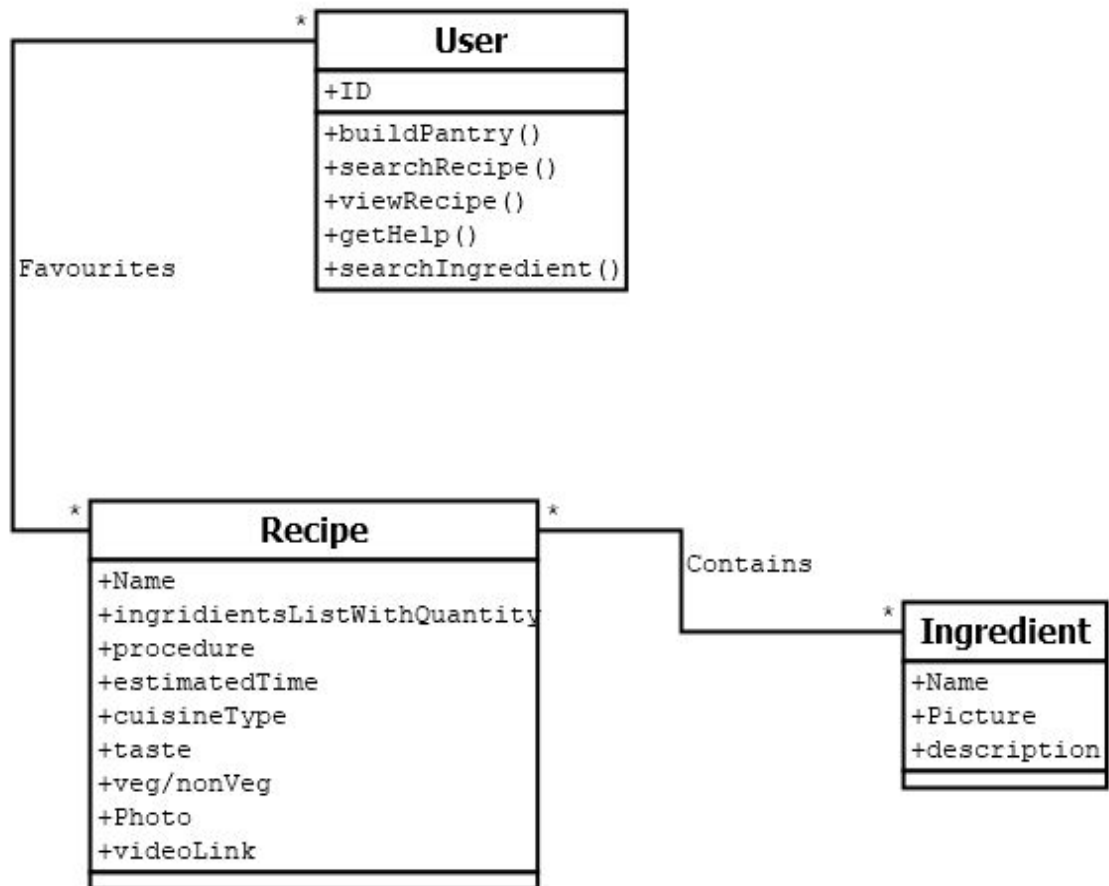 *
User
+ID
+buildPantry()
+searchRecipe()
+viewRecipe()
+getHelp()
+searchIngredient()
Favourites
*
Recipe
+Name
+ingridientsListWithQuantity
+procedure
+estimatedTime
+cuisineType
+taste
+veg/nonVeg
+Photo
+videoLink
*
Contains
*
Ingredient
+Name
+Picture
+description